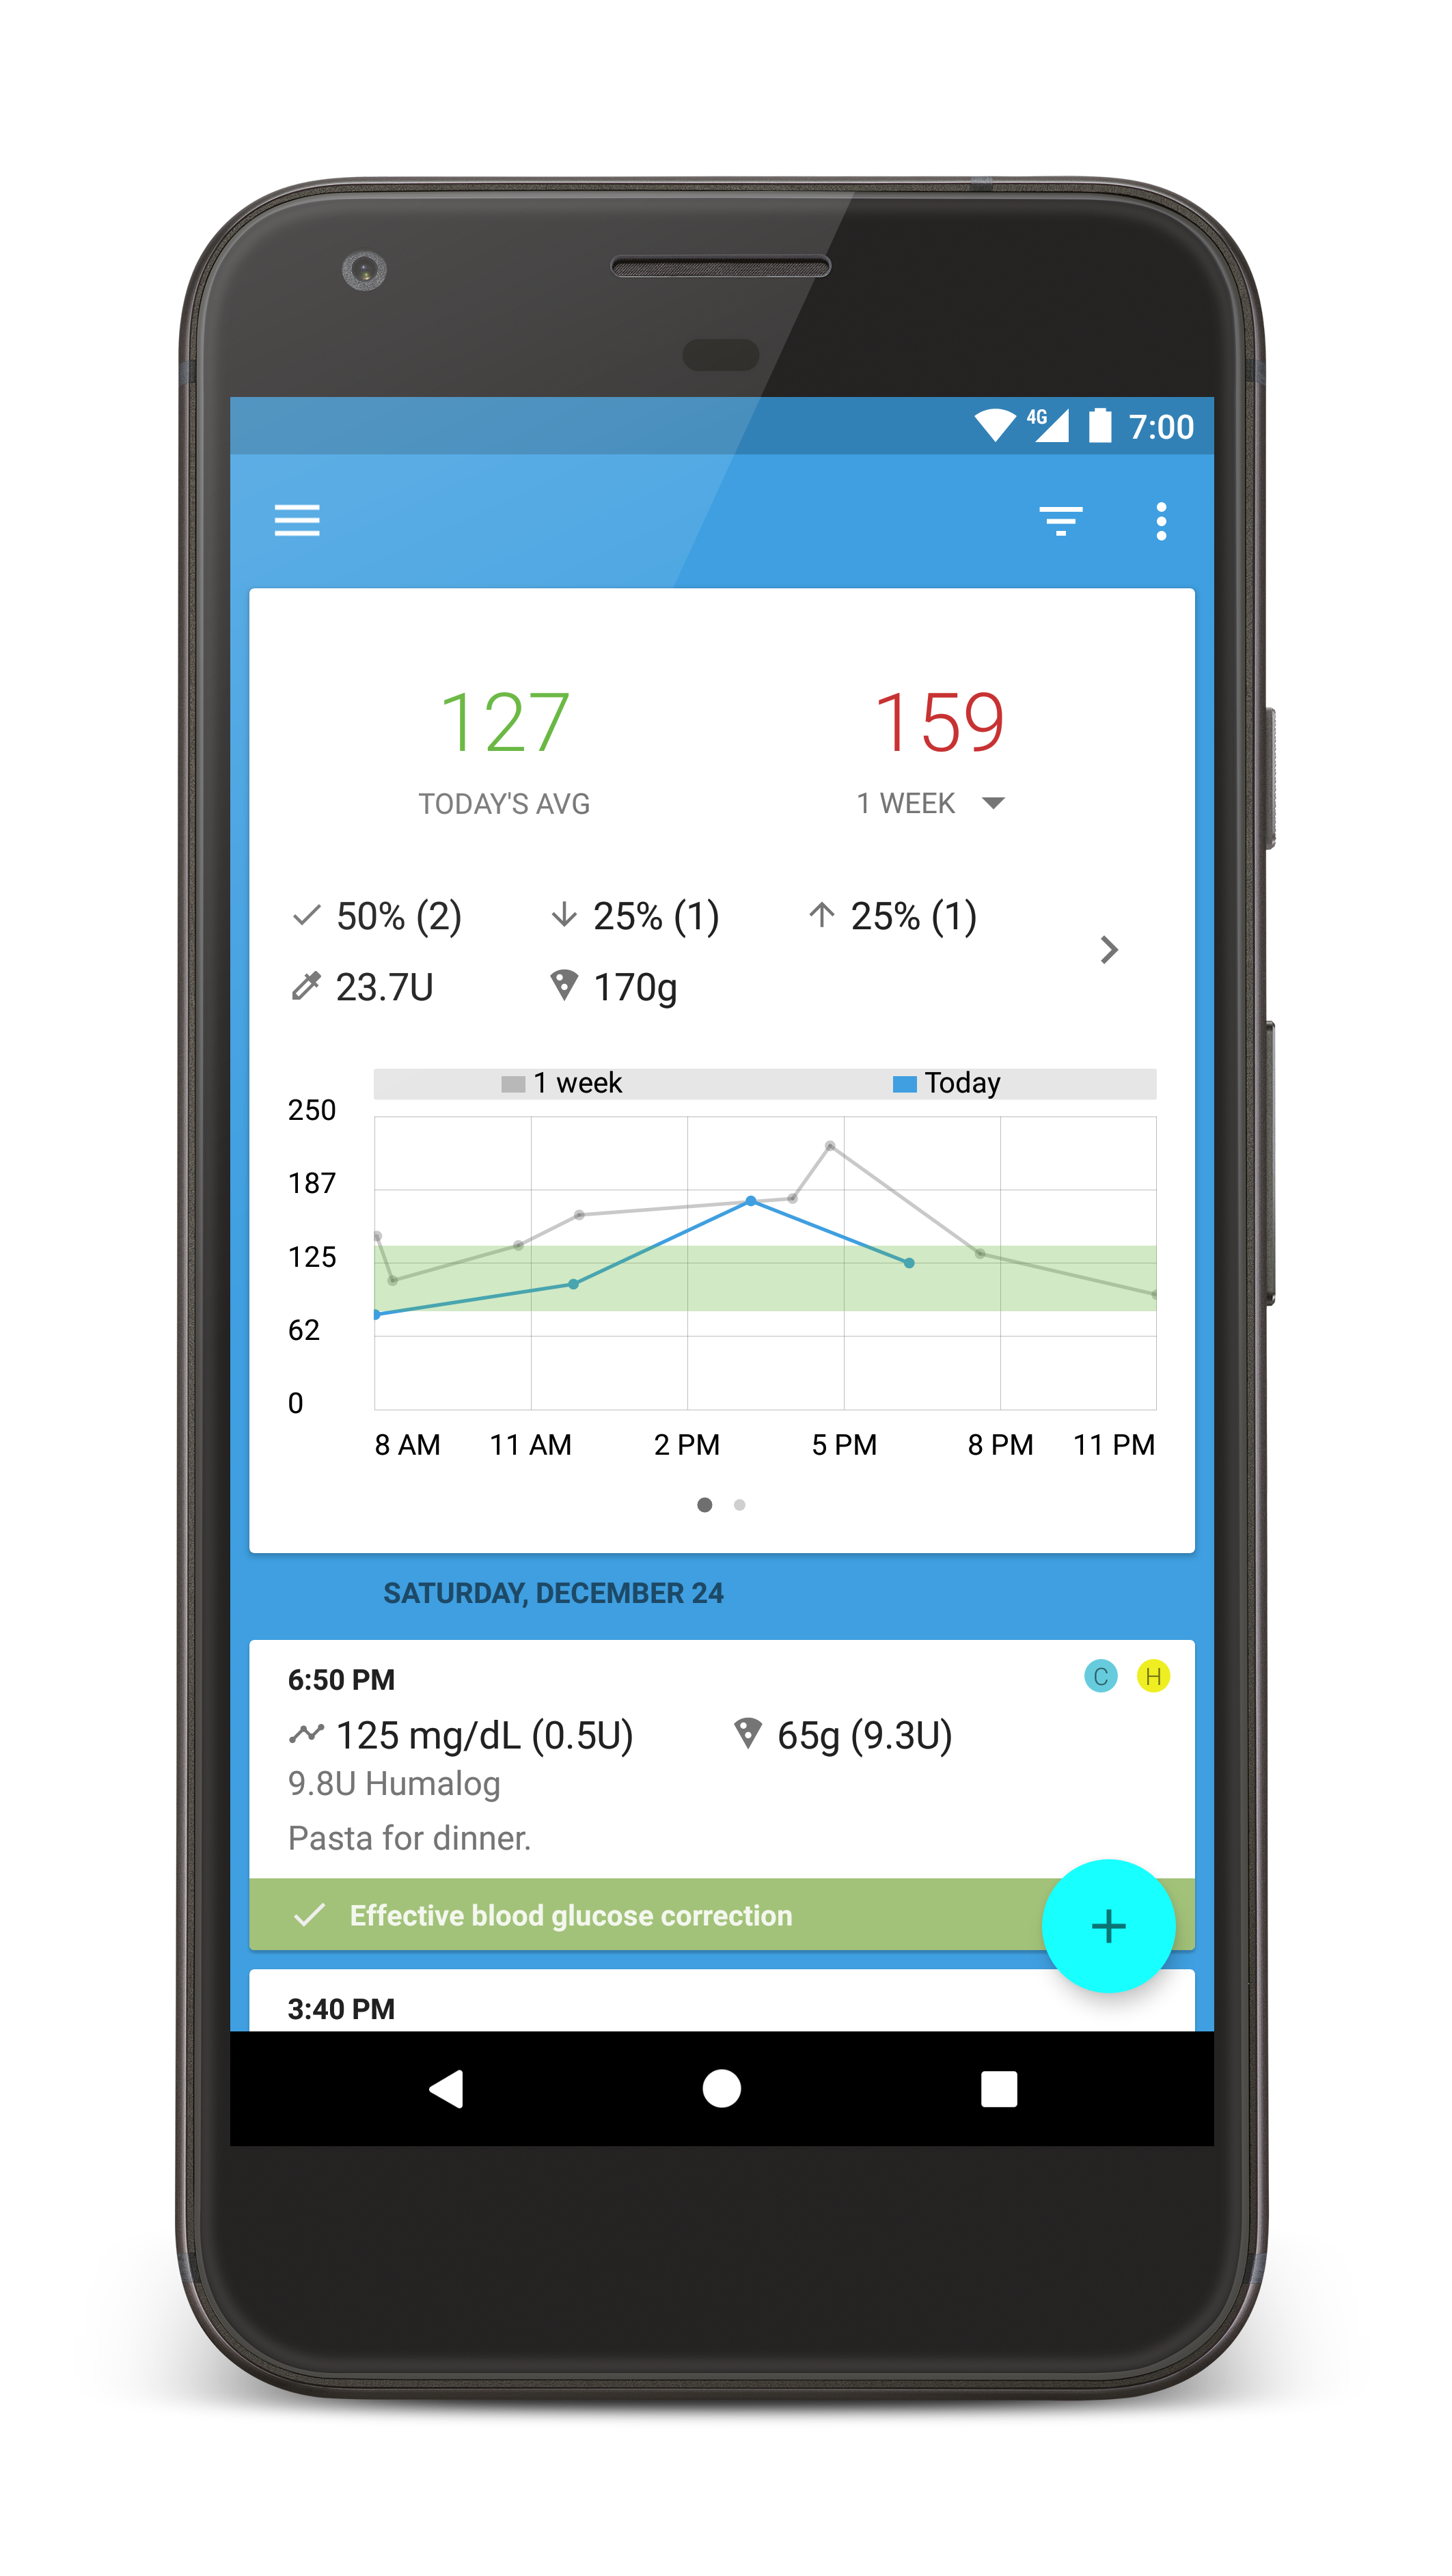 4G 7:00
127 159
TODAY'S AVG 1 WEEK
50% (2) 25% (1) 25% (1)
23.7U 170g
1 week Today
250
187
125
62
0
8 AM 11 AM 2 PM 5 PM 8 PM 11 PM
SATURDAY, DECEMBER 24
6:50 PM C H
125 mg/dL (0.5U) 65g (9.3U)
9.8U Humalog
Pasta for dinner.
Effective blood glucose correction
+
3:40 PM